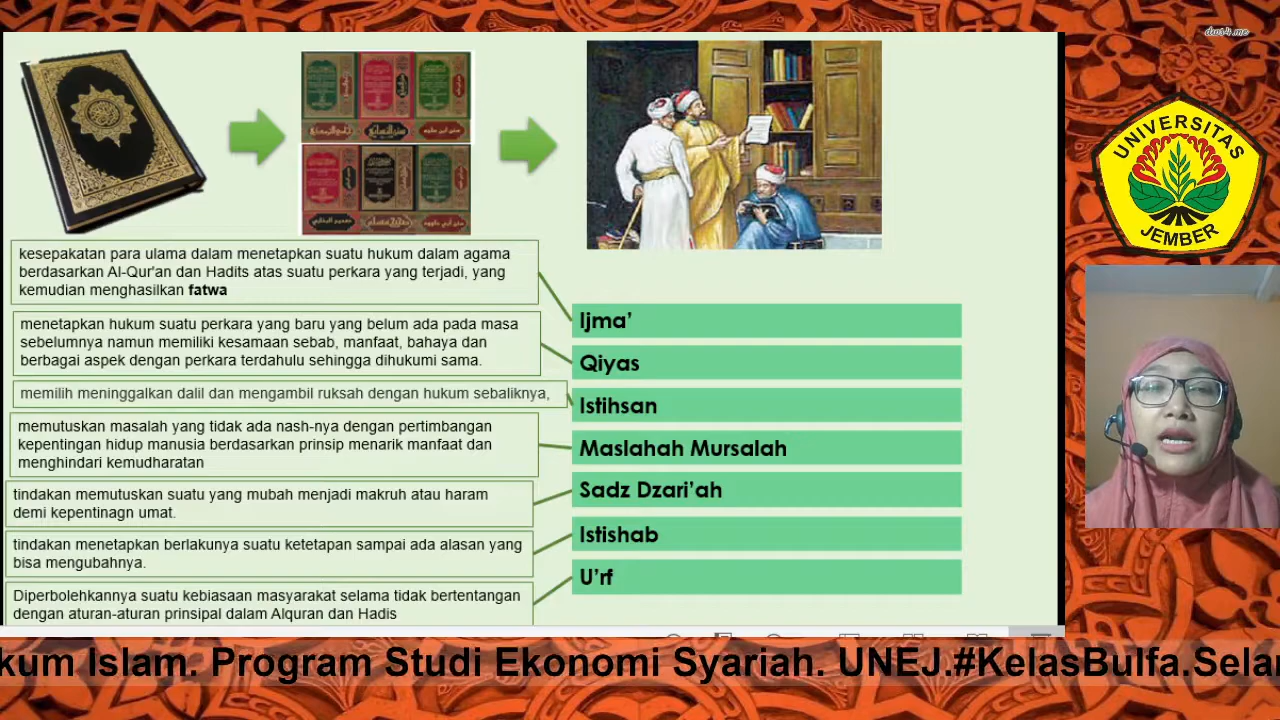 dws4.me
UNIVERSITAS
JEMBER
kesepakatan para ulama dalam menetapkan suatu hukum dalam agama
berdasarkan Al-Qur'an dan Hadits atas suatu perkara yang terjadi, yang
kemudian menghasilkan fatwa
menetapkan hukum suatu perkara yang baru yang belum ada pada masa
sebelumnya namun memiliki kesamaan sebab, manfaat, bahaya dan
berbagai aspek dengan perkara terdahulu sehingga dihukumi sama.
memilih meninggalkan dalil dan mengambil ruksah dengan hukum sebaliknya,
memutuskan masalah yang tidak ada nash-nya dengan pertimbangan
kepentingan hidup manusia berdasarkan prinsip menarik manfaat dan
menghindari kemudharatan
tindakan memutuskan suatu yang mubah menjadi makruh atau haram
demi kepentinagn umat.
tindakan menetapkan berlakunya suatu ketetapan sampai ada alasan yang
bisa mengubahnya.
Diperbolehkannya suatu kebiasaan masyarakat selama tidak bertentangan
dengan aturan-aturan prinsipal dalam Alquran dan Hadis
Ijma’
Qiyas
Istihsan
Maslahah Mursalah
Sadz Dzari’ah
Istishab
U’rf
kum Islam. Program Studi Ekonomi Syariah. UNEJ.#KelasBulfa.Selar